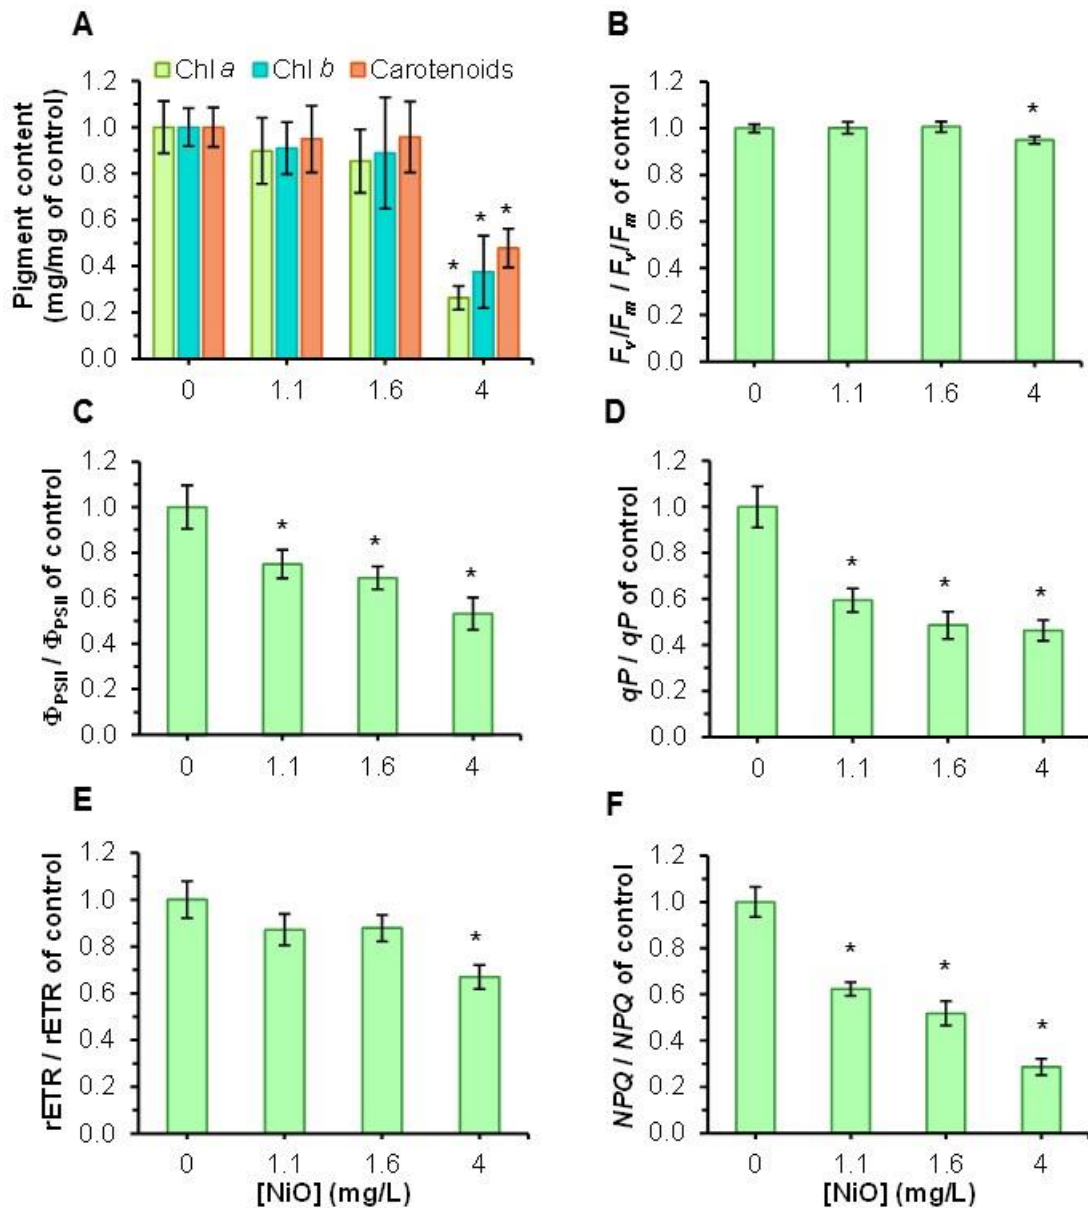 A
Chl a Chl b Carotenoids
Pigment content
(mg/mg of control)
1.2
1.0
0.8
0.6
0.4
0.2
0.0
* * *
0 1.1 1.6 4
B
Fv/Fm / Fv/Fm of control
1.2
1.0
0.8
0.6
0.4
0.2
0.0
*
0 1.1 1.6 4
C
ΦPSII / ΦPSII of control
1.2
1.0
0.8
0.6
0.4
0.2
0.0
* * *
0 1.1 1.6 4
D
qP / qP of control
1.2
1.0
0.8
0.6
0.4
0.2
0.0
* * *
0 1.1 1.6 4
E
rETR / rETR of control
1.2
1.0
0.8
0.6
0.4
0.2
0.0
*
0 1.1 1.6 4
[NiO] (mg/L)
F
NPQ / NPQ of control
1.2
1.0
0.8
0.6
0.4
0.2
0.0
* * *
0 1.1 1.6 4
[NiO] (mg/L)